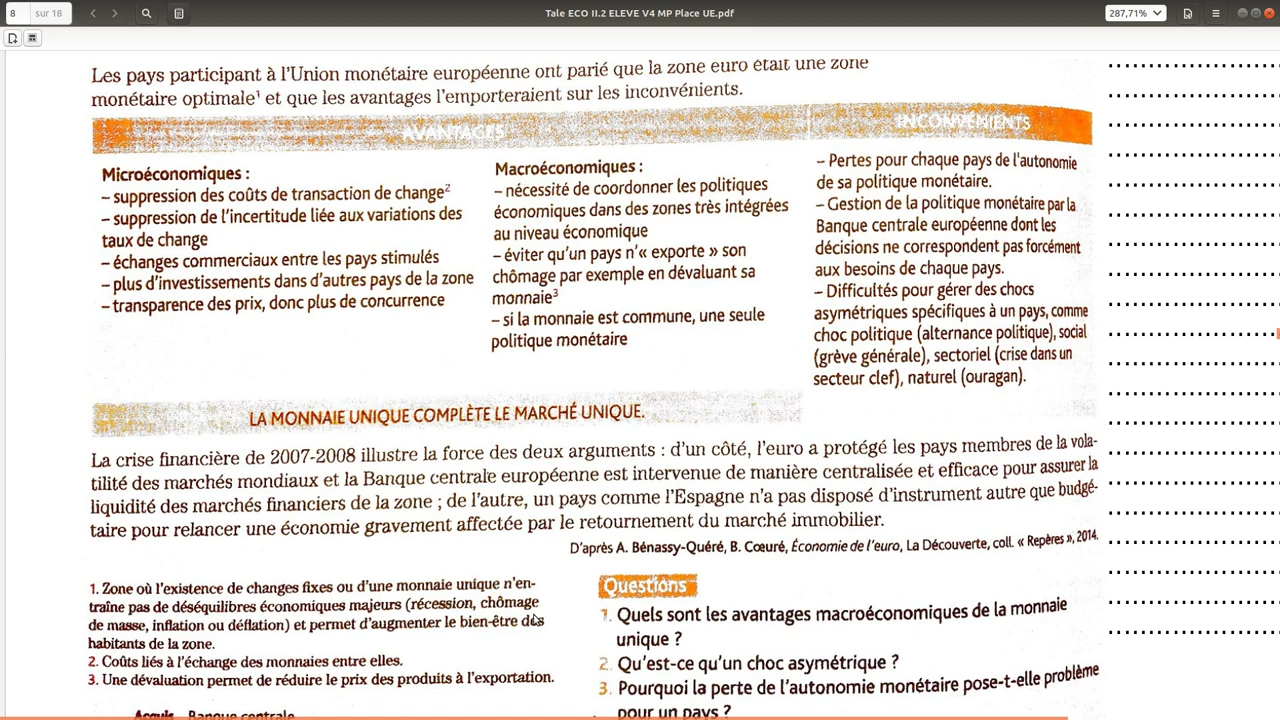 8 sur 18
Tale ECO II.2 ELEVE V4 MP Place UE.pdf
287,71%
Les pays participant à l'Union monétaire européenne ont parié que la zone euro était une zone
monétaire optimale¹ et que les avantages l'emporteraient sur les inconvénients.
AVANTAGES
INCONVÉNIENTS
Microéconomiques :
– suppression des coûts de transaction de change²
– suppression de l'incertitude liée aux variations des
taux de change
– échanges commerciaux entre les pays stimulés
– plus d'investissements dans d'autres pays de la zone
– transparence des prix, donc plus de concurrence
Macroéconomiques :
– nécessité de coordonner les politiques
économiques dans des zones très intégrées
au niveau économique
– éviter qu'un pays n'« exporte » son
chômage par exemple en dévaluant sa
monnaie³
– si la monnaie est commune, une seule
politique monétaire
– Pertes pour chaque pays de l'autonomie
de sa politique monétaire.
– Gestion de la politique monétaire par la
Banque centrale européenne dont les
décisions ne correspondent pas forcément
aux besoins de chaque pays.
– Difficultés pour gérer des chocs
asymétriques spécifiques à un pays, comme
choc politique (alternance politique), social
(grève générale), sectoriel (crise dans un
secteur clef), naturel (ouragan).
LA MONNAIE UNIQUE COMPLÈTE LE MARCHÉ UNIQUE.
La crise financière de 2007-2008 illustre la force des deux arguments : d'un côté, l'euro a protégé les pays membres de la vola-
tilité des marchés mondiaux et la Banque centrale européenne est intervenue de manière centralisée et efficace pour assurer la
liquidité des marchés financiers de la zone ; de l'autre, un pays comme l'Espagne n'a pas disposé d'instrument autre que budgé-
taire pour relancer une économie gravement affectée par le retournement du marché immobilier.
D'après A. Bénassy-Quéré, B. Cœuré, Économie de l'euro, La Découverte, coll. « Repères », 2014.
1. Zone où l'existence de changes fixes ou d'une monnaie unique n'en-
traîne pas de déséquilibres économiques majeurs (récession, chômage
de masse, inflation ou déflation) et permet d'augmenter le bien-être des
habitants de la zone.
2. Coûts liés à l'échange des monnaies entre elles.
3. Une dévaluation permet de réduire le prix des produits à l'exportation.
Acquis Banque centrale
Questions
1. Quels sont les avantages macroéconomiques de la monnaie
unique ?
2. Qu'est-ce qu'un choc asymétrique ?
3. Pourquoi la perte de l'autonomie monétaire pose-t-elle problème
pour un pays ?